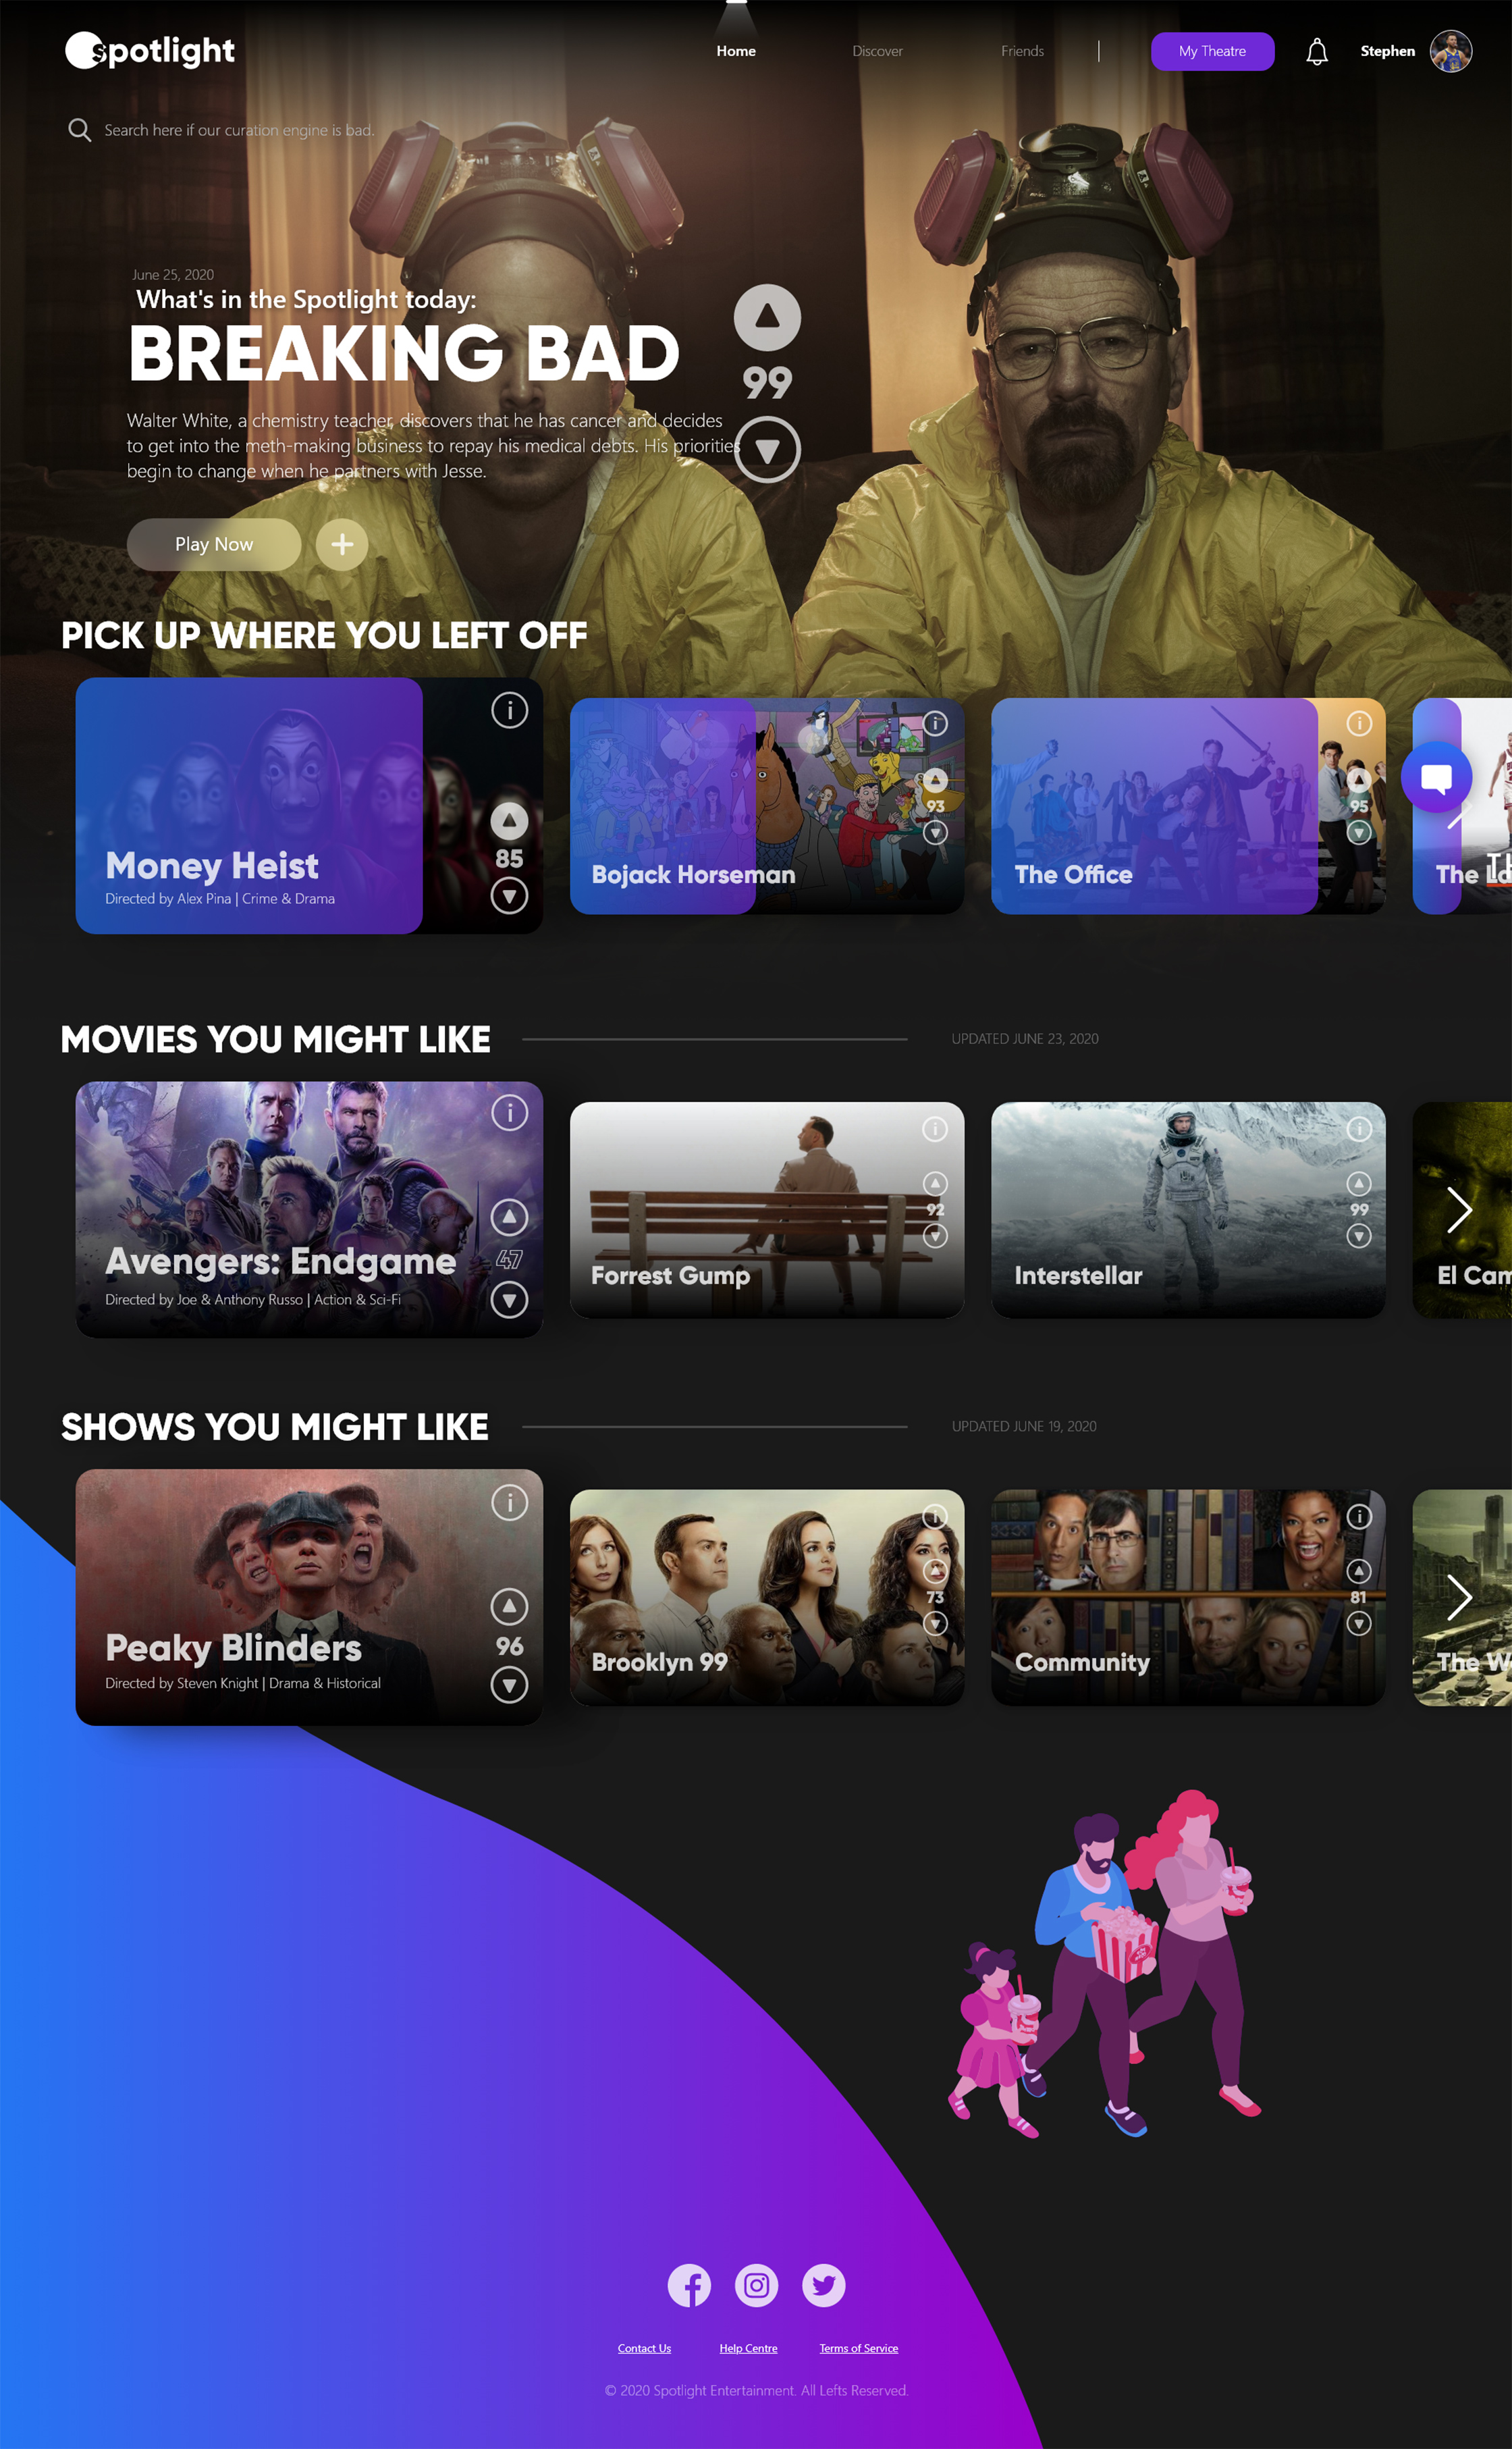 spotlight
Home
Discover
Friends
My Theatre
Stephen
Search here if our curation engine is bad.
June 25, 2020
What's in the Spotlight today:
BREAKING BAD
Walter White, a chemistry teacher, discovers that he has cancer and decides
to get into the meth-making business to repay his medical debts. His priorities
begin to change when he partners with Jesse.
99
Play Now
PICK UP WHERE YOU LEFT OFF
Money Heist
Directed by Alex Pina | Crime & Drama
85
Bojack Horseman
93
The Office
95
The
MOVIES YOU MIGHT LIKE
UPDATED JUNE 23, 2020
Avengers: Endgame
Directed by Joe & Anthony Russo | Action & Sci-Fi
47
Forrest Gump
92
Interstellar
99
El Cam
SHOWS YOU MIGHT LIKE
UPDATED JUNE 19, 2020
Peaky Blinders
Directed by Steven Knight | Drama & Historical
96
Brooklyn 99
73
Community
81
The W
Contact Us
Help Centre
Terms of Service
© 2020 Spotlight Entertainment. All Lefts Reserved.